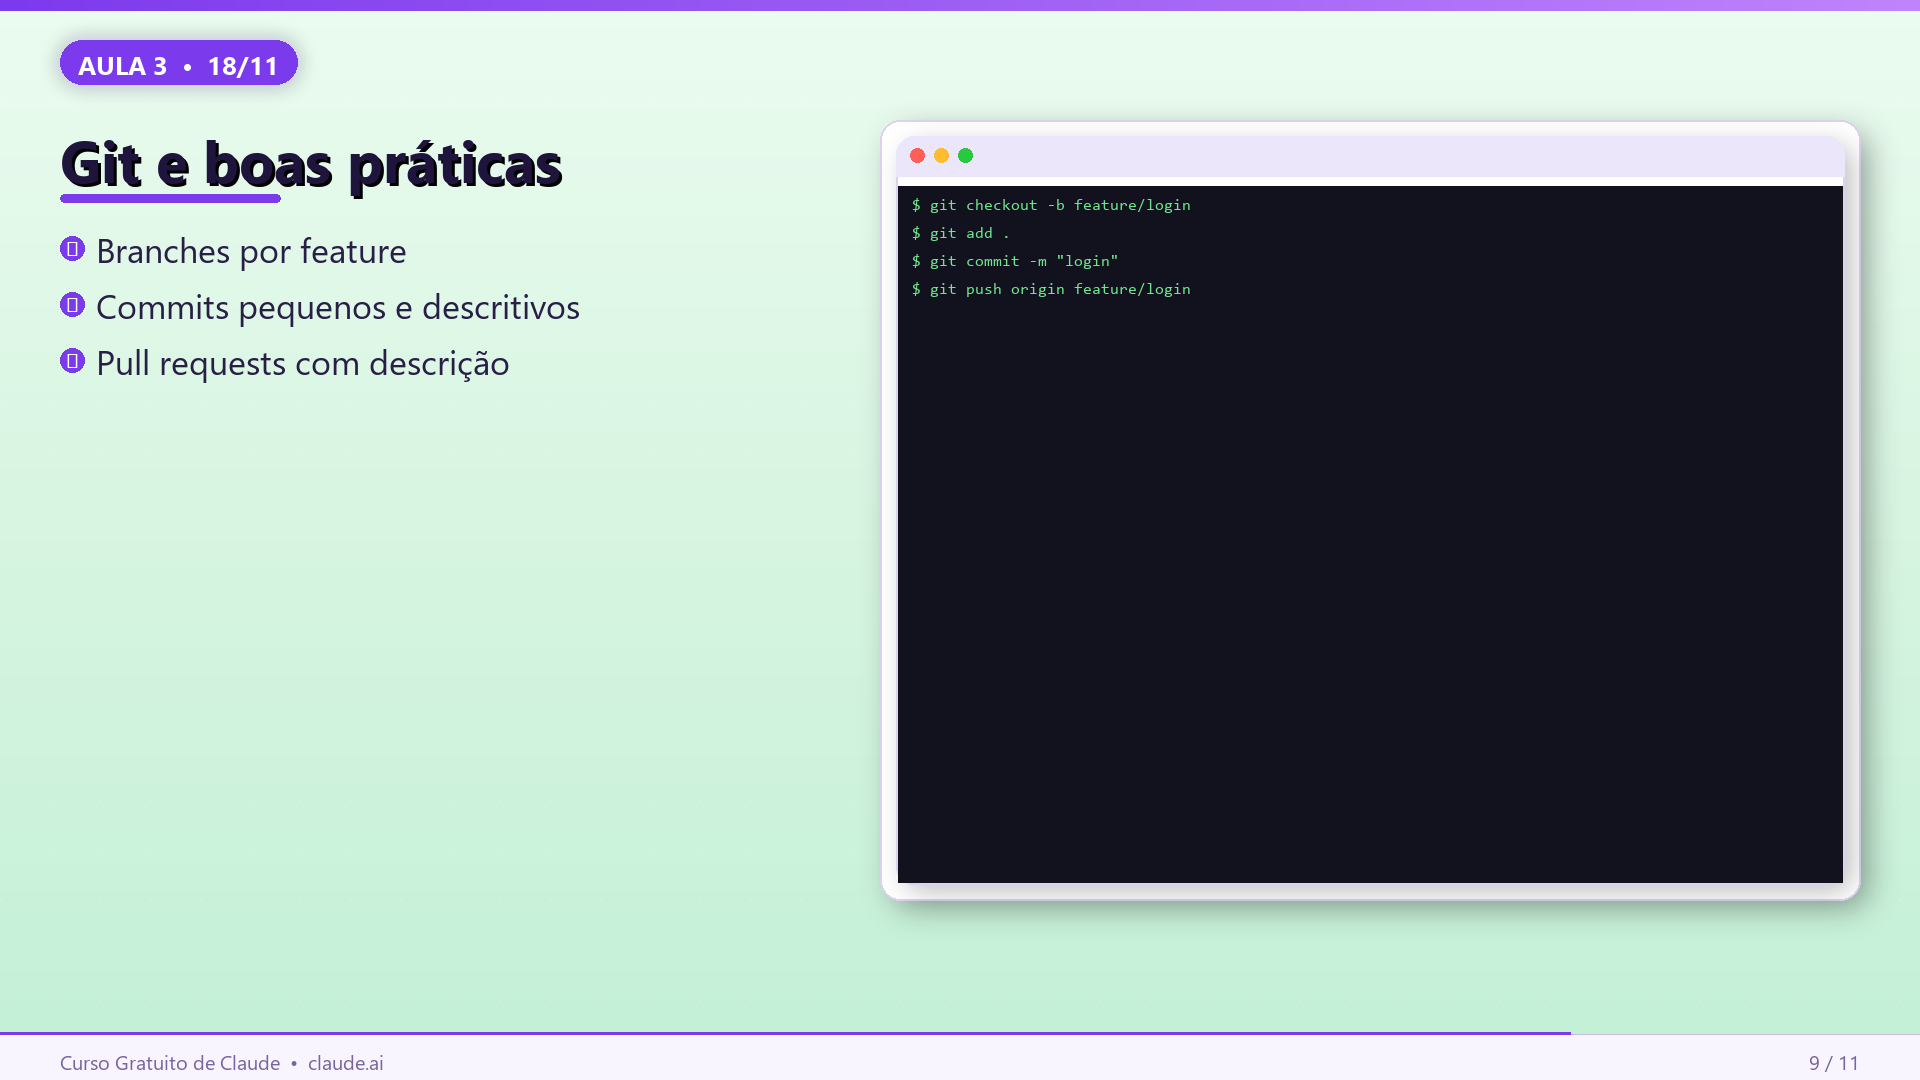 AULA 3 • 18/11
Git e boas práticas
Branches por feature
Commits pequenos e descritivos
Pull requests com descrição
$ git checkout -b feature/login
$ git add .
$ git commit -m "login"
$ git push origin feature/login
Curso Gratuito de Claude • claude.ai
9 / 11